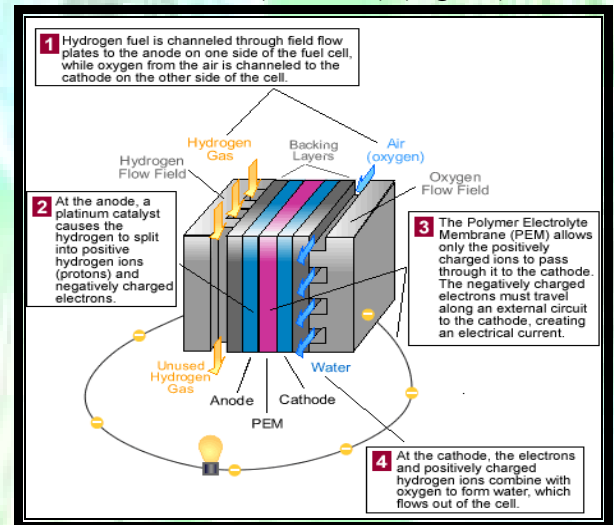 1 Hydrogen fuel is channeled through field flow
plates to the anode on one side of the fuel cell,
while oxygen from the air is channeled to the
cathode on the other side of the cell.
Hydrogen
Gas
Hydrogen
Flow Field
Backing
Layers
Air
(oxygen)
Oxygen
Flow Field
2 At the anode, a
platinum catalyst
causes the
hydrogen to split
into positive
hydrogen ions
(protons) and
negatively charged
electrons.
3 The Polymer Electrolyte
Membrane (PEM) allows
only the positively
charged ions to pass
through it to the cathode.
The negatively charged
electrons must travel
along an external circuit
to the cathode, creating
an electrical current.
Unused
Hydrogen
Gas
Anode
PEM
Cathode
Water
4 At the cathode, the electrons
and positively charged
hydrogen ions combine with
oxygen to form water, which
flows out of the cell.